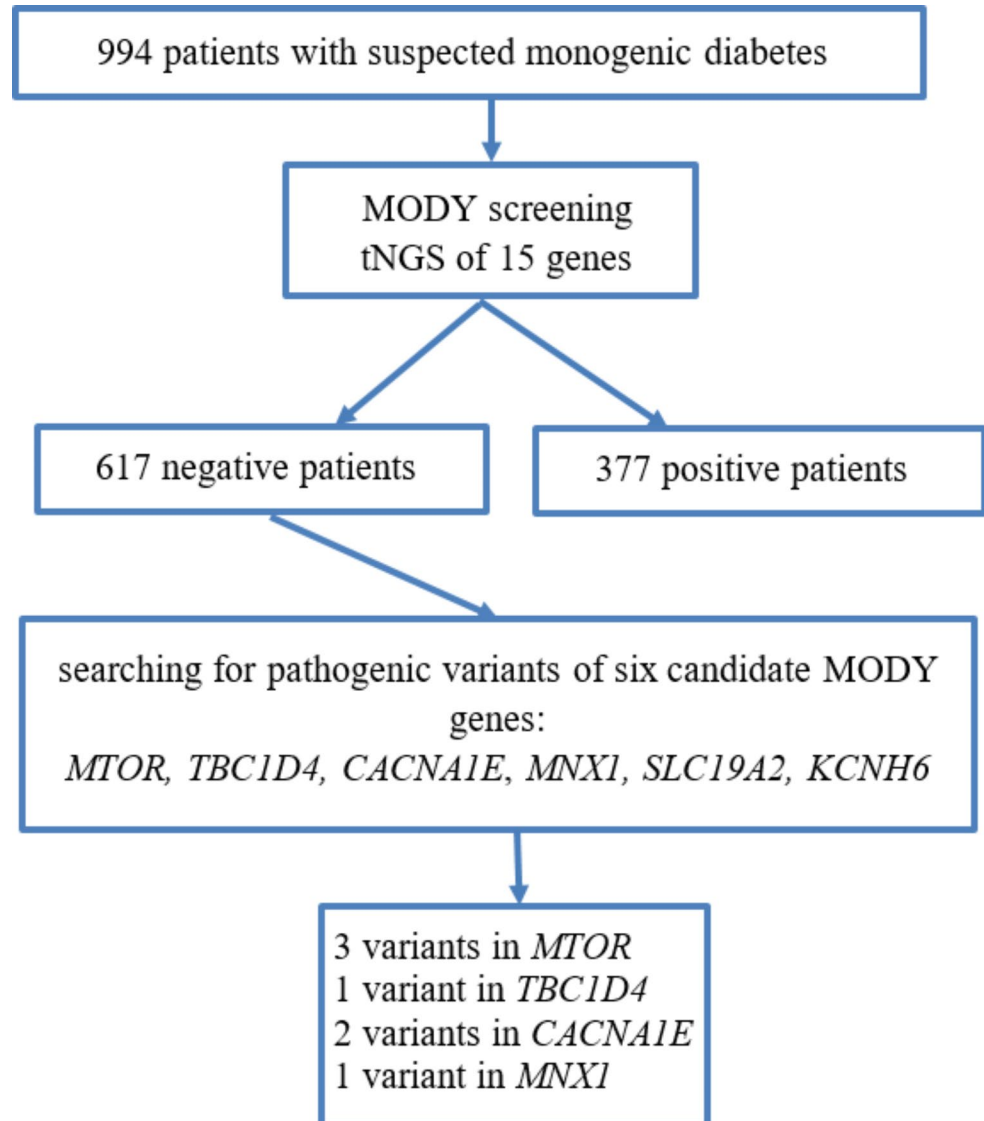 994 patients with suspected monogenic diabetes
MODY screening
tNGS of 15 genes
617 negative patients
377 positive patients
searching for pathogenic variants of six candidate MODY
genes:
MTOR, TBC1D4, CACNA1E, MNX1, SLC19A2, KCNH6
3 variants in MTOR
1 variant in TBC1D4
2 variants in CACNA1E
1 variant in MNX1